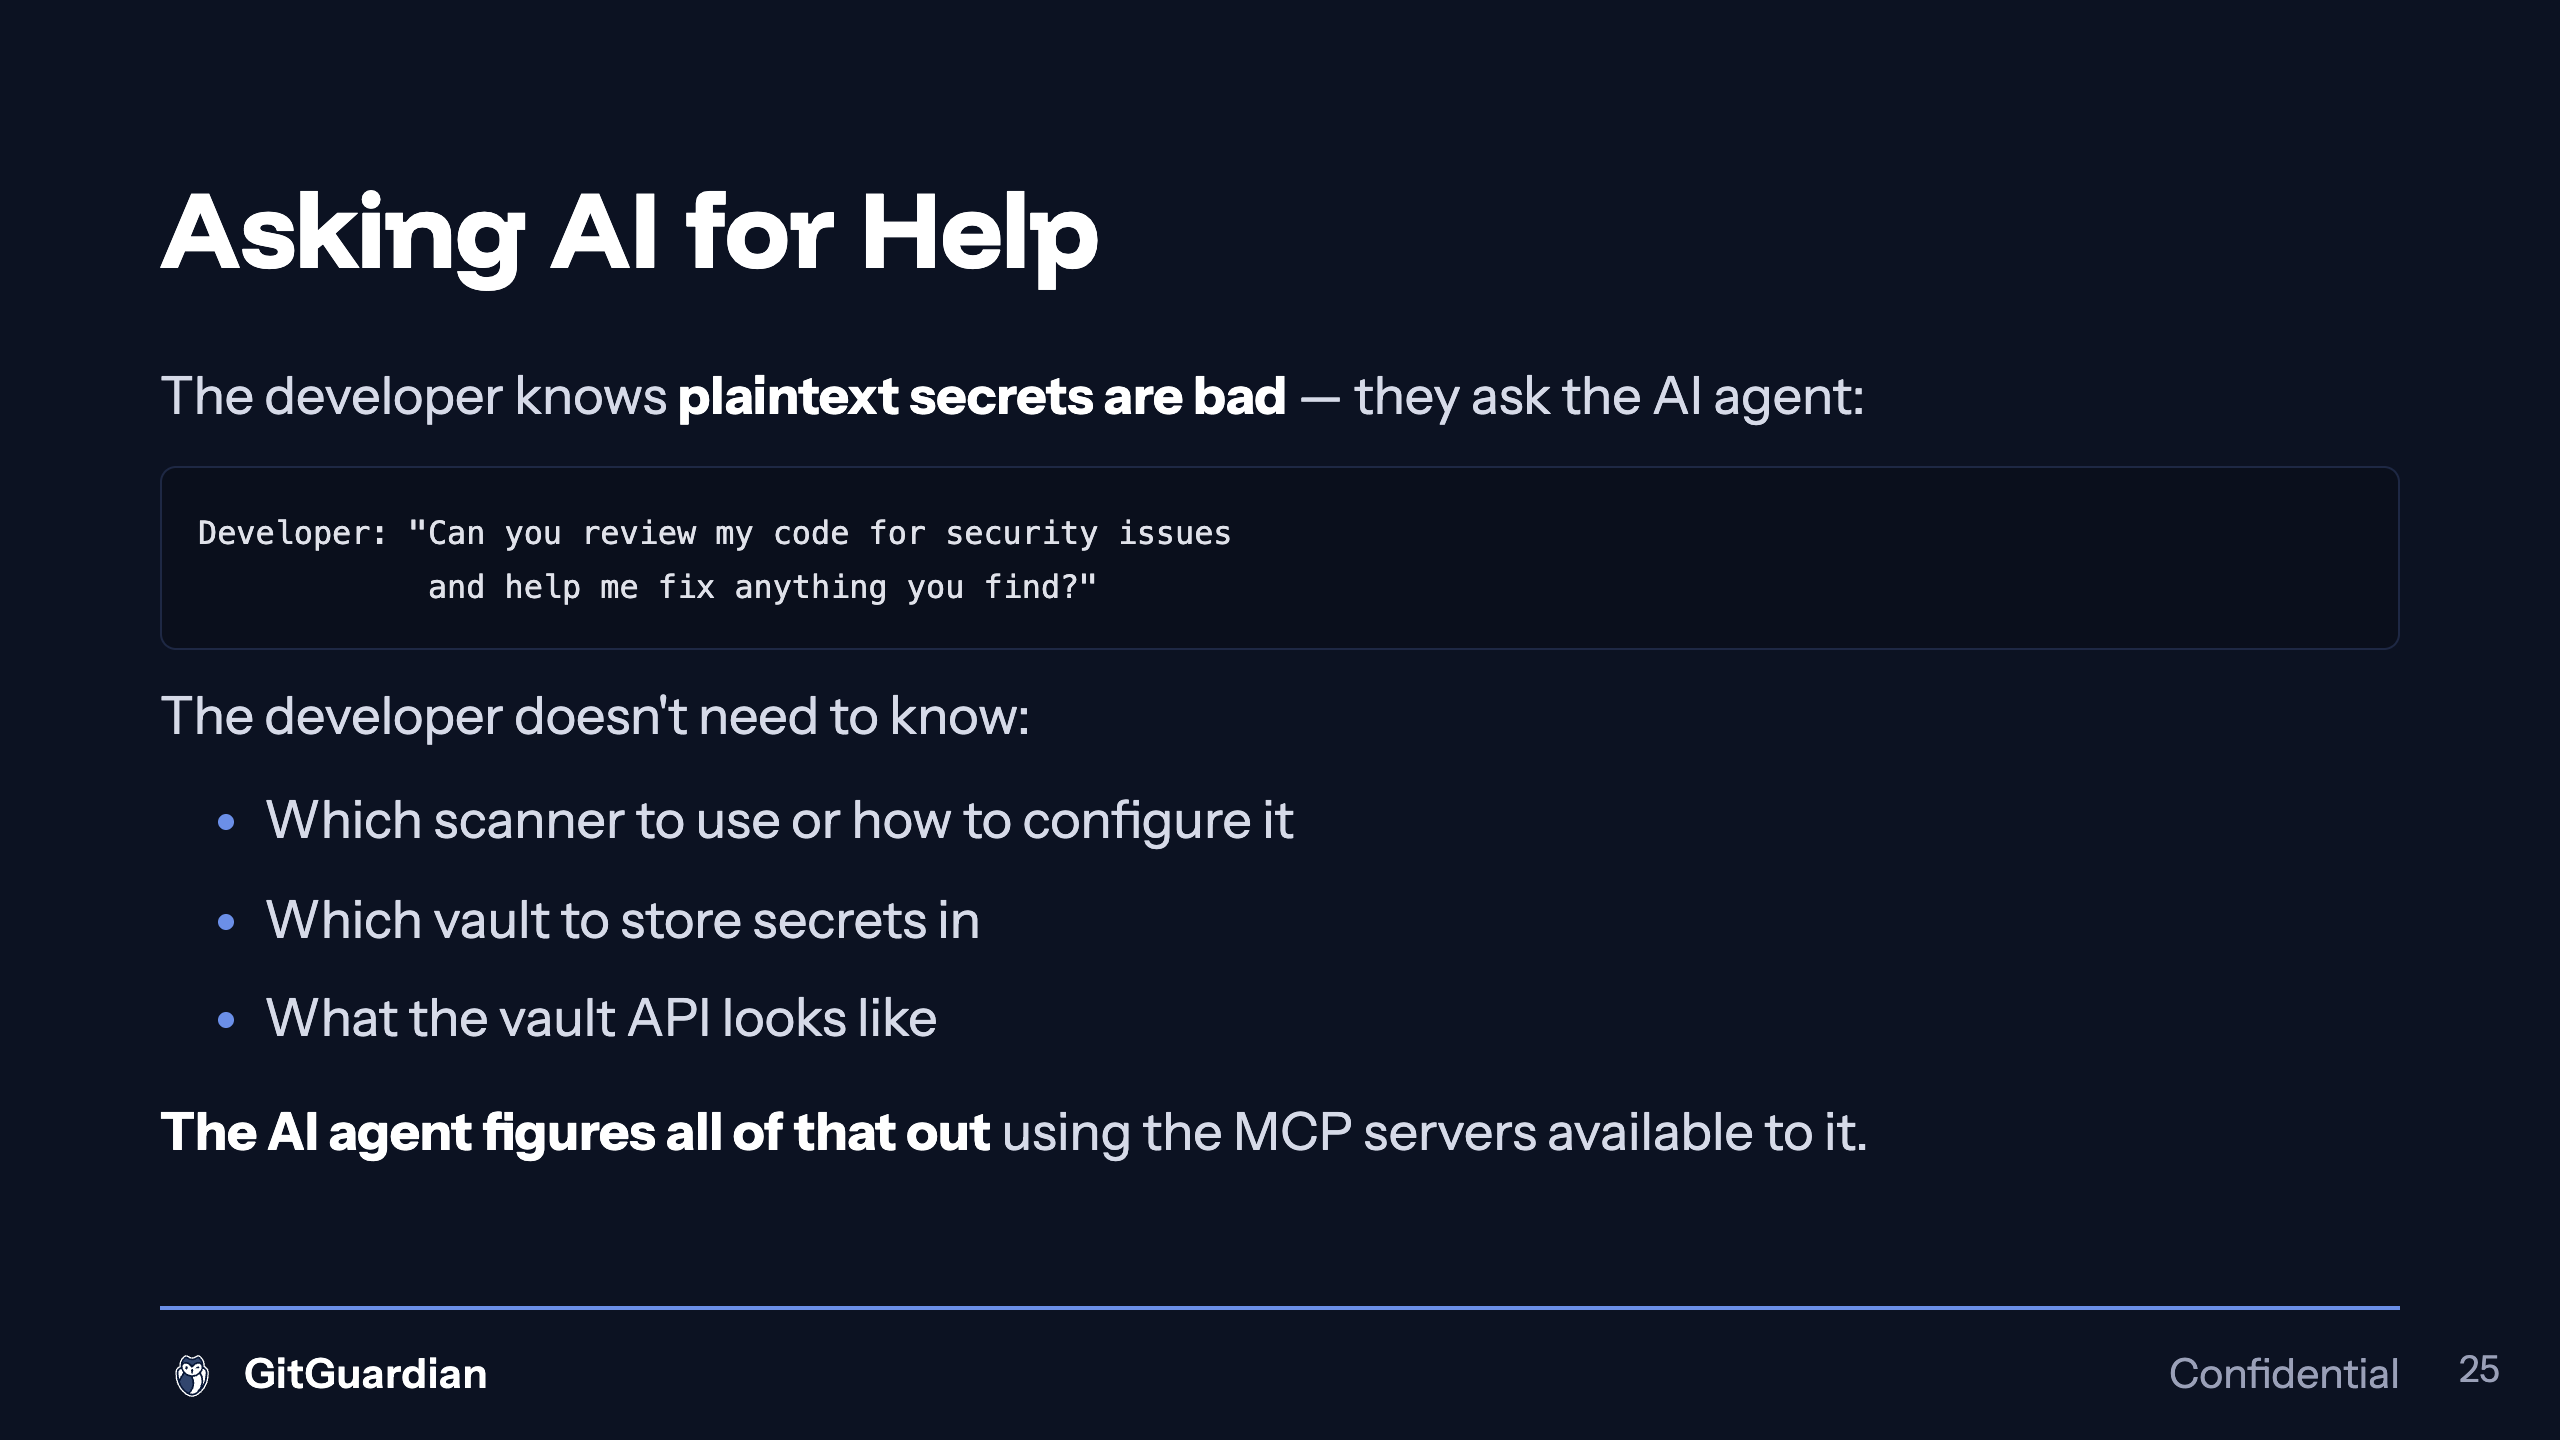 Asking AI for Help
The developer knows plaintext secrets are bad — they ask the AI agent:
Developer: "Can you review my code for security issues
and help me fix anything you find?"
The developer doesn't need to know:
• Which scanner to use or how to configure it
• Which vault to store secrets in
• What the vault API looks like
The AI agent figures all of that out using the MCP servers available to it.
GitGuardian
Confidential
25